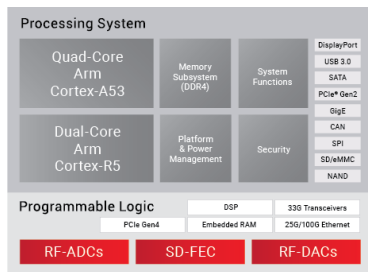 Processing System
Quad-Core
Arm
Cortex-A53
Memory
Subsystem
(DDR4)
System
Functions
Dual-Core
Arm
Cortex-R5
Platform
& Power
Management
Security
DisplayPort
USB 3.0
SATA
PCIe® Gen2
GigE
CAN
SPI
SD/eMMC
NAND
Programmable Logic
DSP
33G Transceivers
PCIe Gen4
Embedded RAM
25G/100G Ethernet
RF-ADCs
SD-FEC
RF-DACs